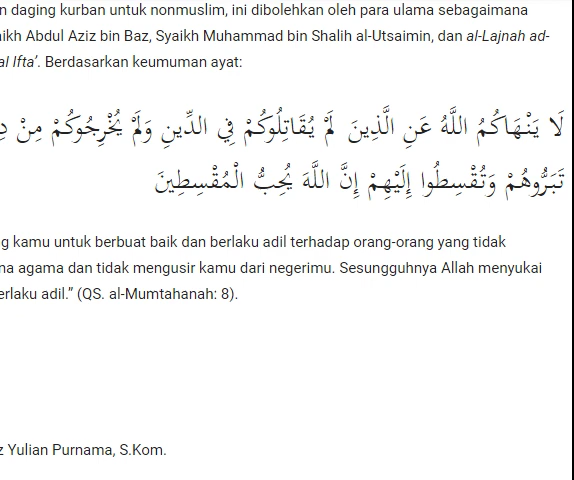 n daging kurban untuk nonmuslim, ini dibolehkan oleh para ulama sebagaimana
aikh Abdul Aziz bin Baz, Syaikh Muhammad bin Shalih al-Utsaimin, dan al-Lajnah ad-
al Ifta’. Berdasarkan keumuman ayat:
لَا يَنْهَاكُمُ اللَّهُ عَنِ الَّذِينَ لَمْ يُقَاتِلُوكُمْ فِي الدِّينِ وَلَمْ يُخْرِجُوكُمْ مِنْ دِ
تَبَرُّوهُمْ وَتُقْسِطُوا إِلَيْهِمْ إِنَّ اللَّهَ يُحِبُّ الْمُقْسِطِينَ
g kamu untuk berbuat baik dan berlaku adil terhadap orang-orang yang tidak
na agama dan tidak mengusir kamu dari negerimu. Sesungguhnya Allah menyukai
erlaku adil.” (QS. al-Mumtahanah: 8).
z Yulian Purnama, S.Kom.